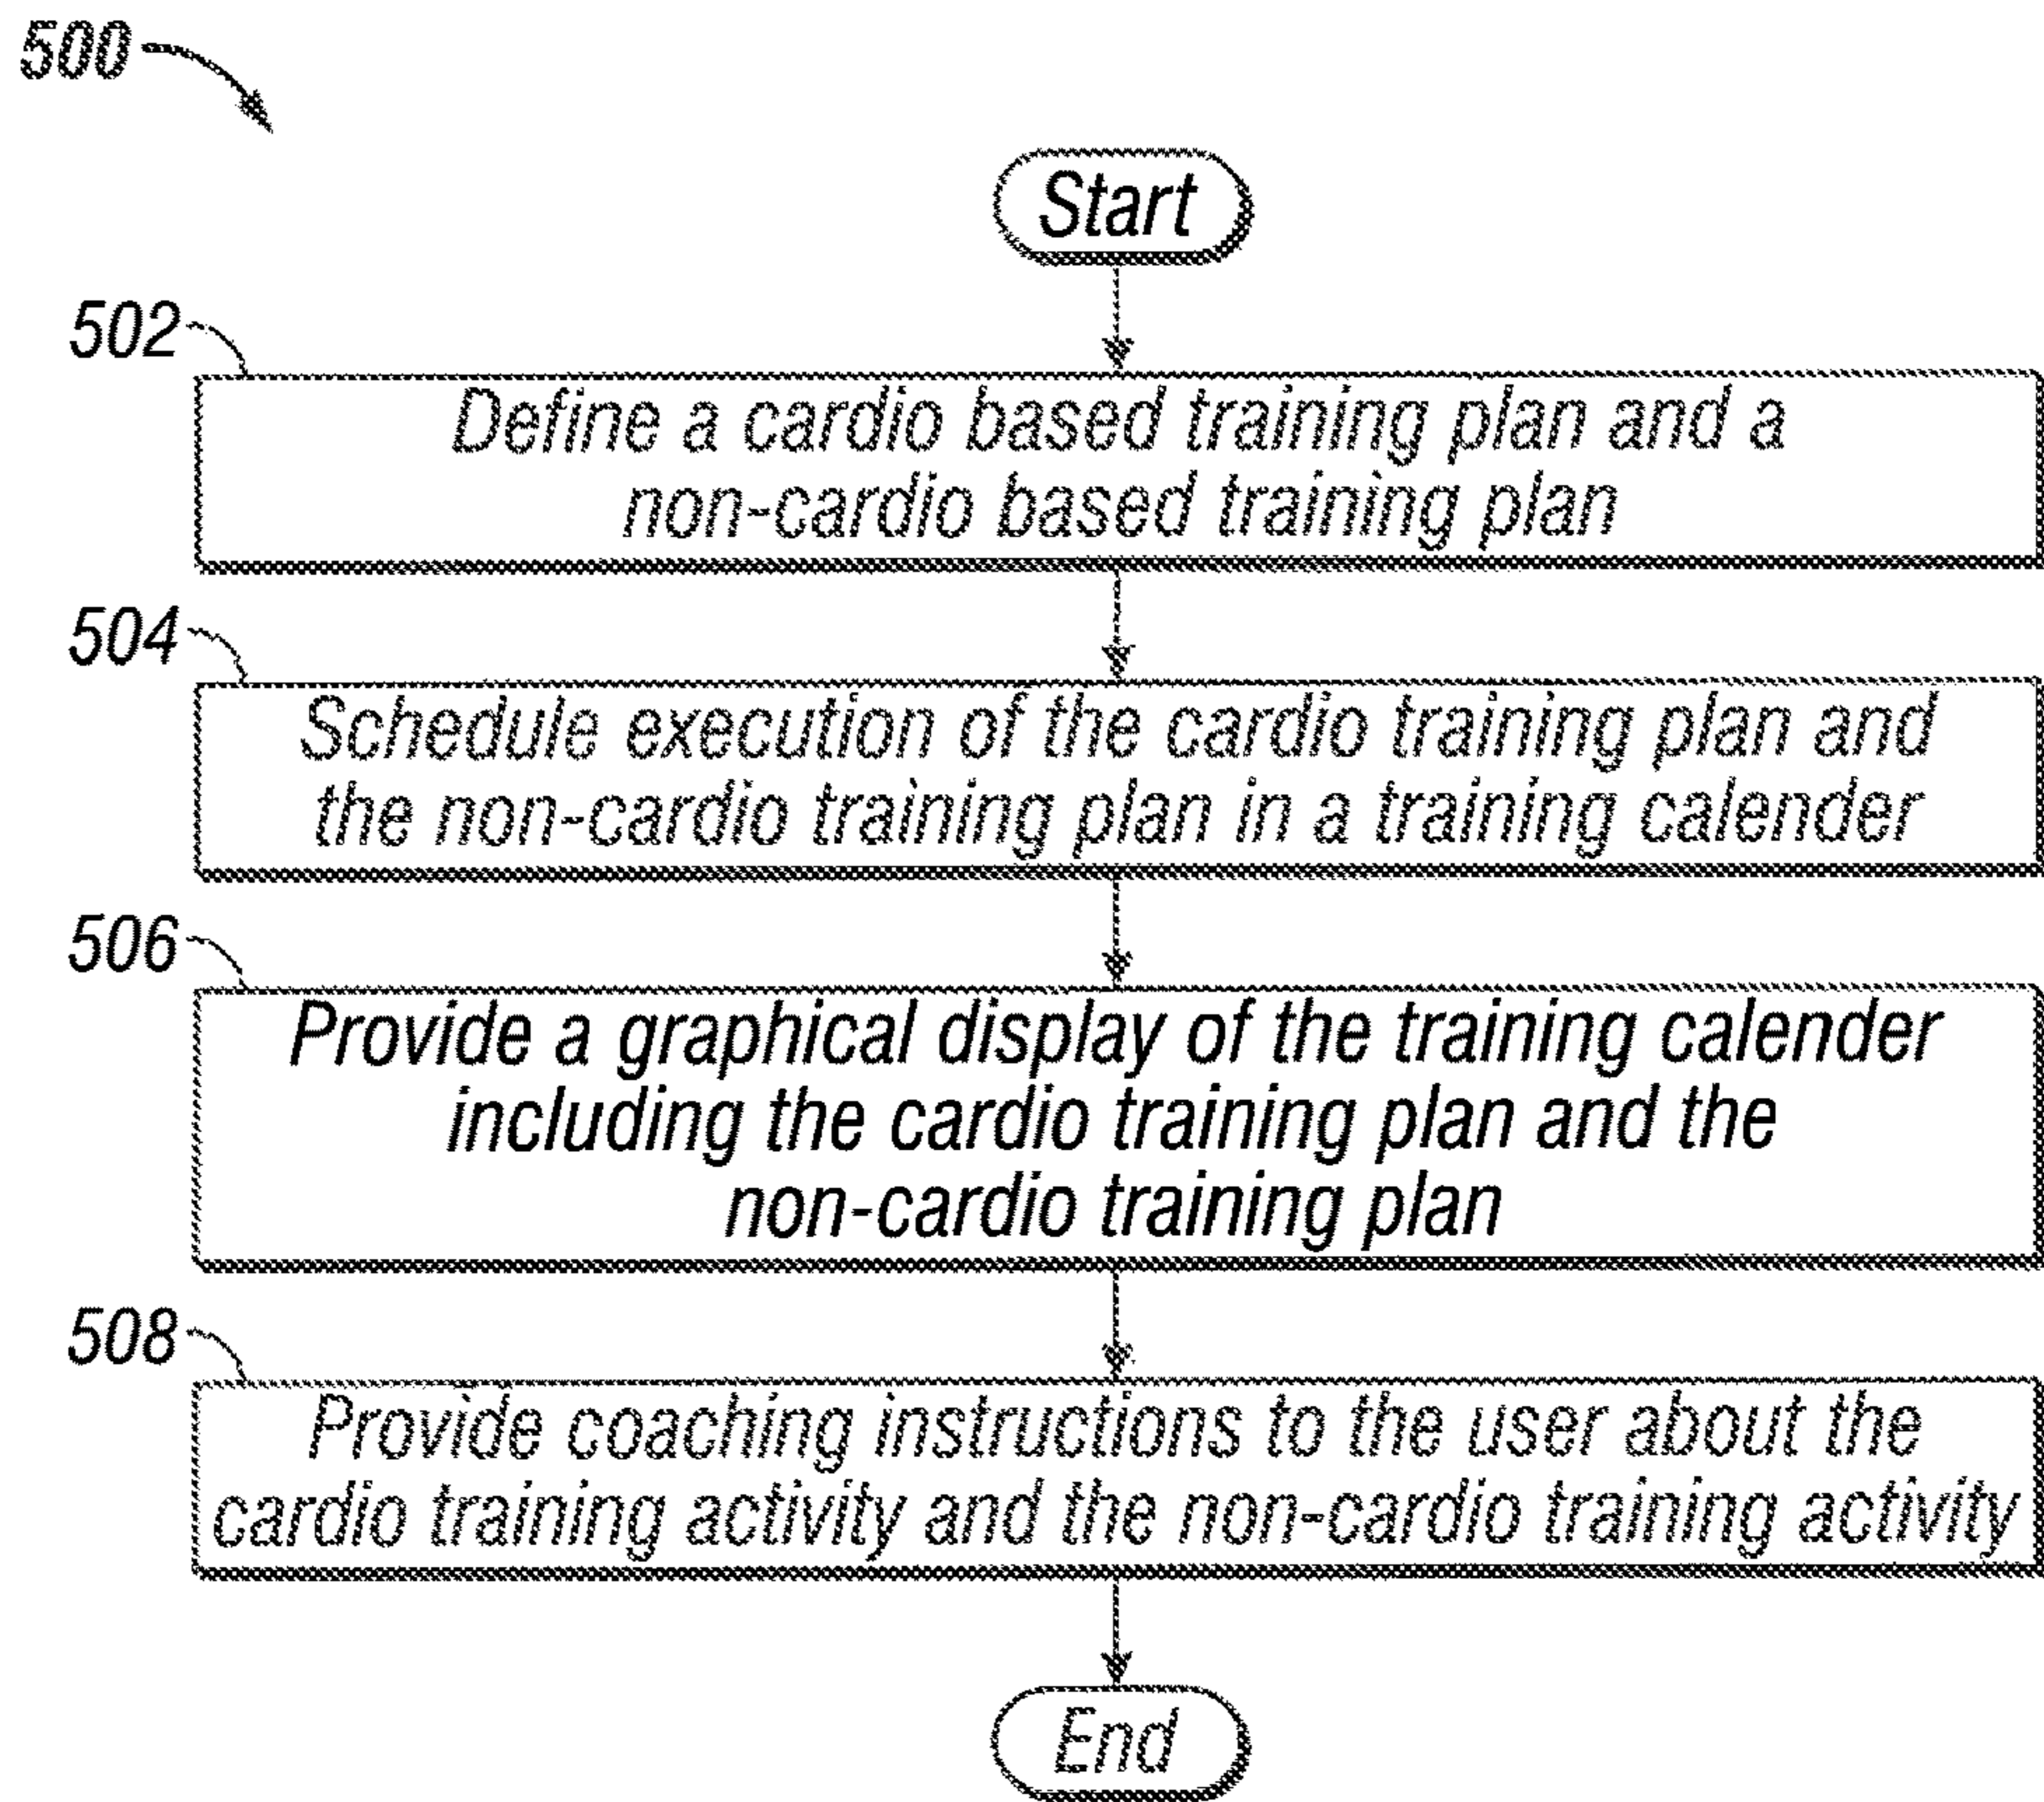 500
Start
502
Define a cardio based training plan and a
non-cardio based training plan
504
Schedule execution of the cardio training plan and
the non-cardio training plan in a training calender
506
Provide a graphical display of the training calender
including the cardio training plan and the
non-cardio training plan
508
Provide coaching instructions to the user about the
cardio training activity and the non-cardio training activity
End